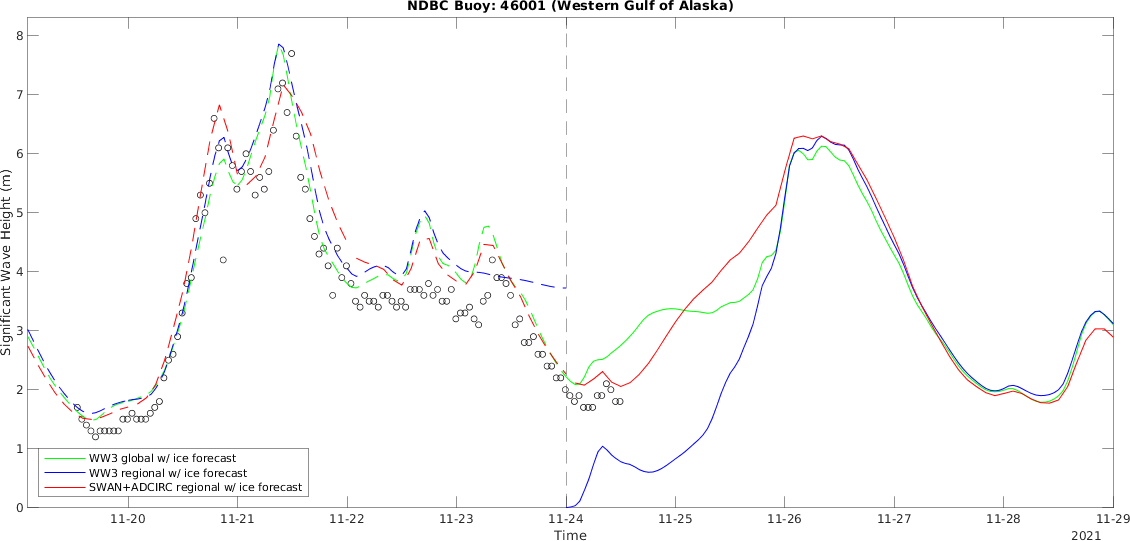 NDBC Buoy: 46001 (Western Gulf of Alaska)
8
7
6
5
4
3
2
1
0
Significant Wave Height (m)
WW3 global w/ ice forecast
WW3 regional w/ ice forecast
SWAN+ADCIRC regional w/ ice forecast
11-20 11-21 11-22 11-23 11-24 11-25 11-26 11-27 11-28 11-29
Time
2021